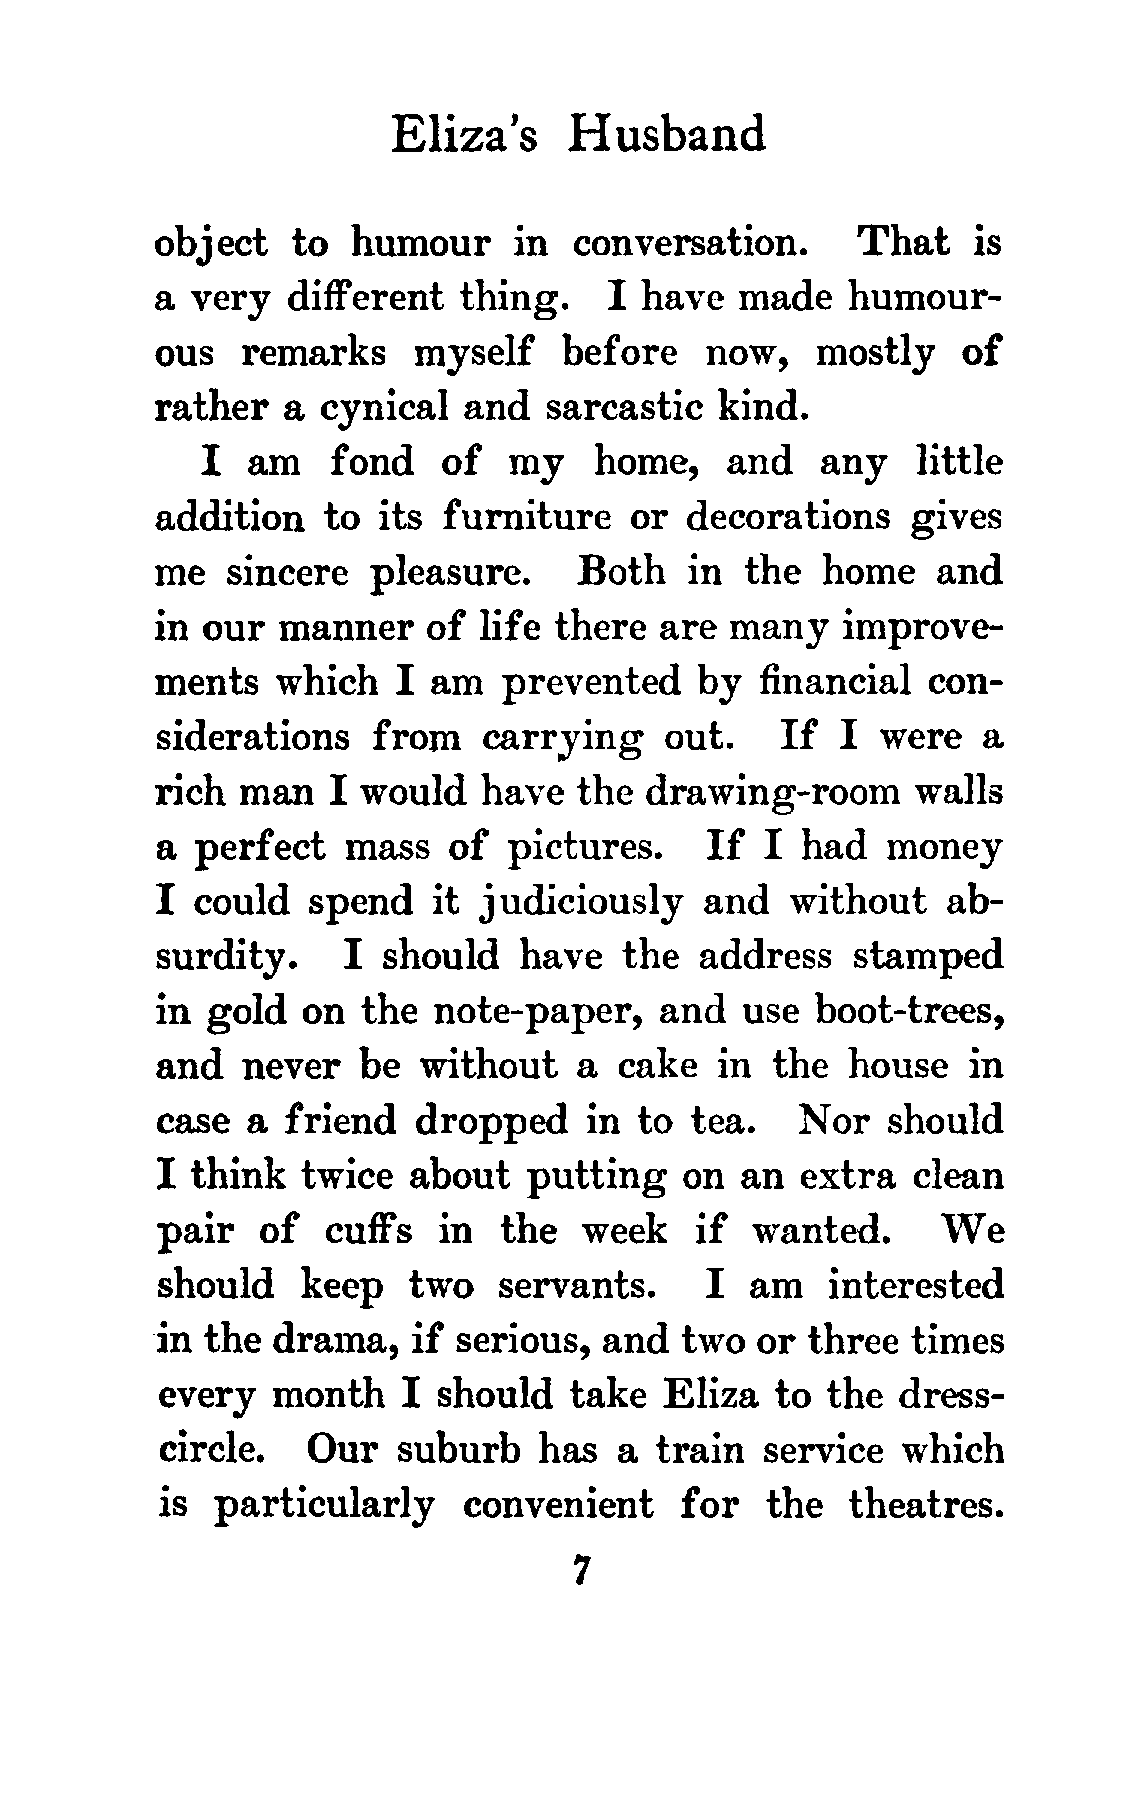 Eliza's Husband
object to humour in conversation. That is
a very different thing. I have made humour-
ous remarks myself before now, mostly of
rather a cynical and sarcastic kind.
I am fond of my home, and any little
addition to its furniture or decorations gives
me sincere pleasure. Both in the home and
in our manner of life there are many improve-
ments which I am prevented by financial con-
siderations from carrying out. If I were a
rich man I would have the drawing-room walls
a perfect mass of pictures. If I had money
I could spend it judiciously and without ab-
surdity. I should have the address stamped
in gold on the note-paper, and use boot-trees,
and never be without a cake in the house in
case a friend dropped in to tea. Nor should
I think twice about putting on an extra clean
pair of cuffs in the week if wanted. We
should keep two servants. I am interested
in the drama, if serious, and two or three times
every month I should take Eliza to the dress-
circle. Our suburb has a train service which
is particularly convenient for the theatres.
7